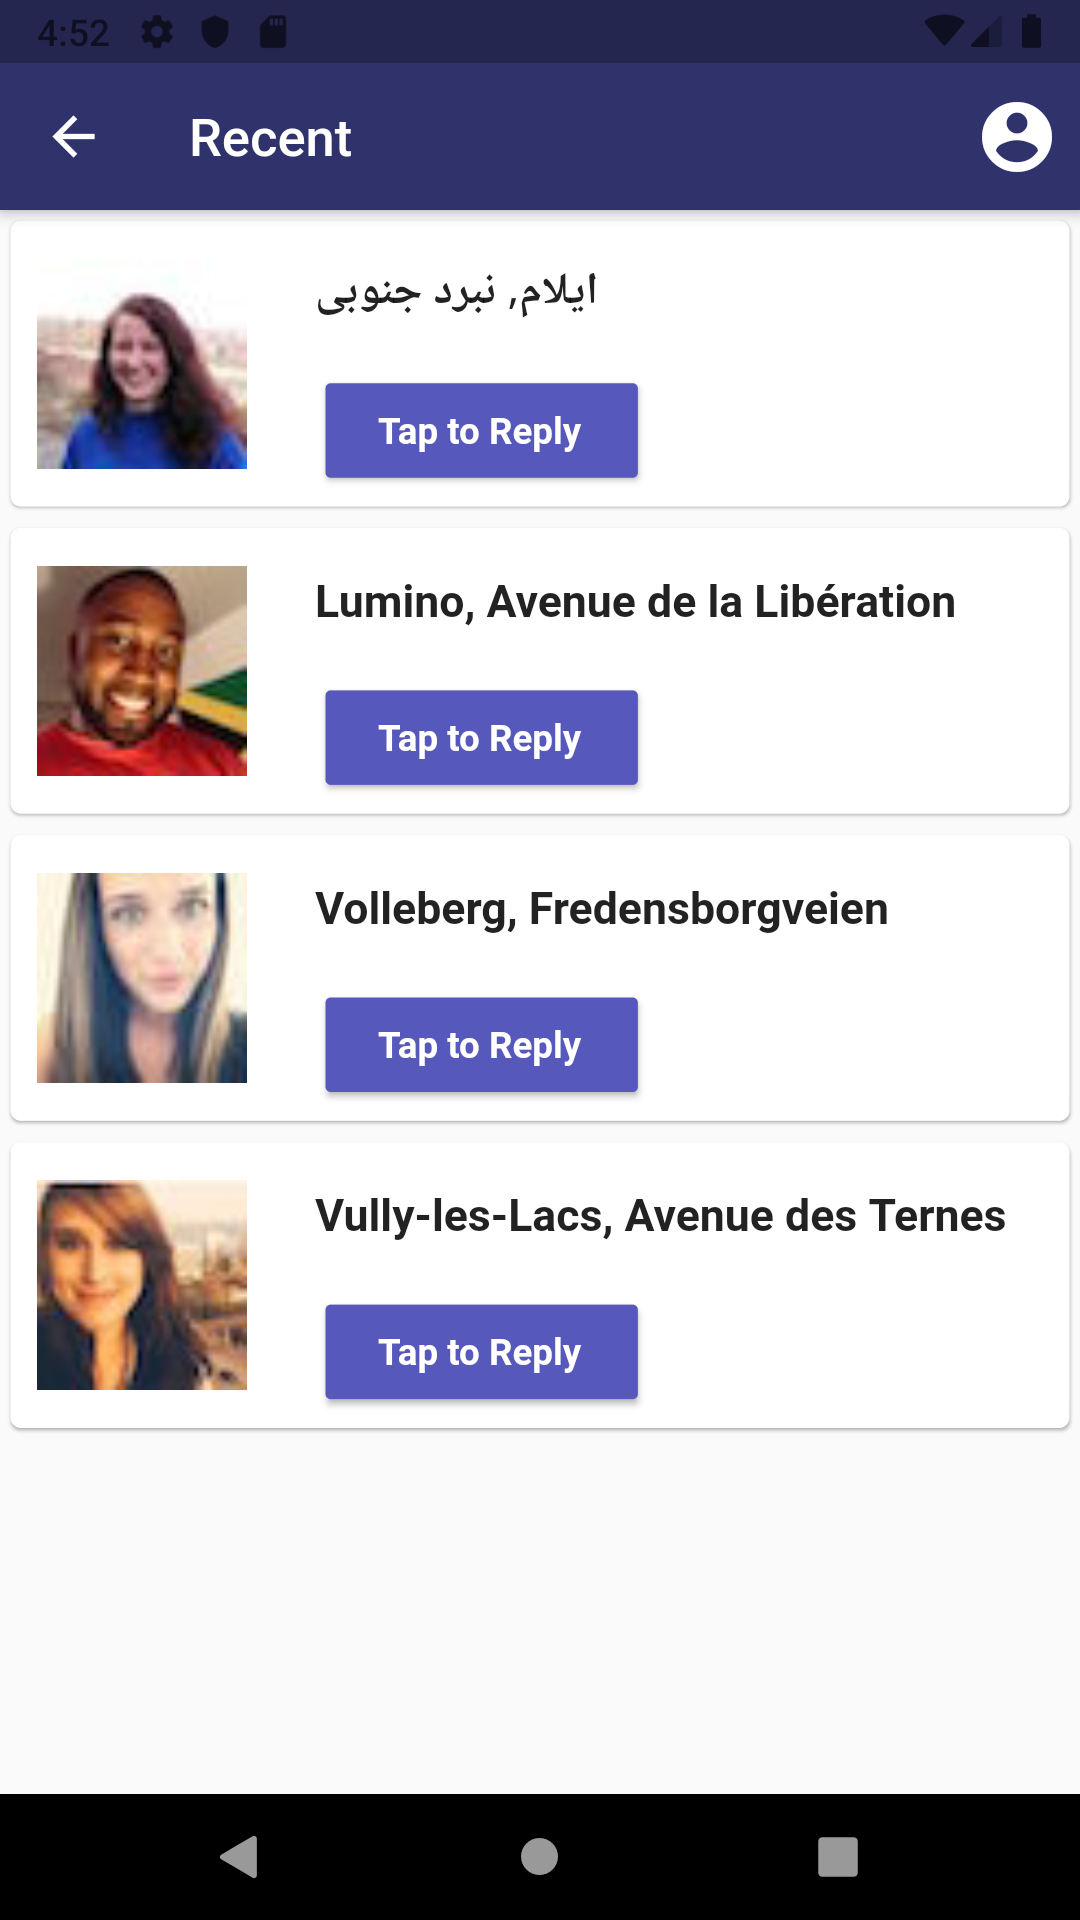 4:52
Recent
ایلام, نبرد جنوبی
Tap to Reply
Lumino, Avenue de la Libération
Tap to Reply
Volleberg, Fredensborgveien
Tap to Reply
Vully-les-Lacs, Avenue des Ternes
Tap to Reply